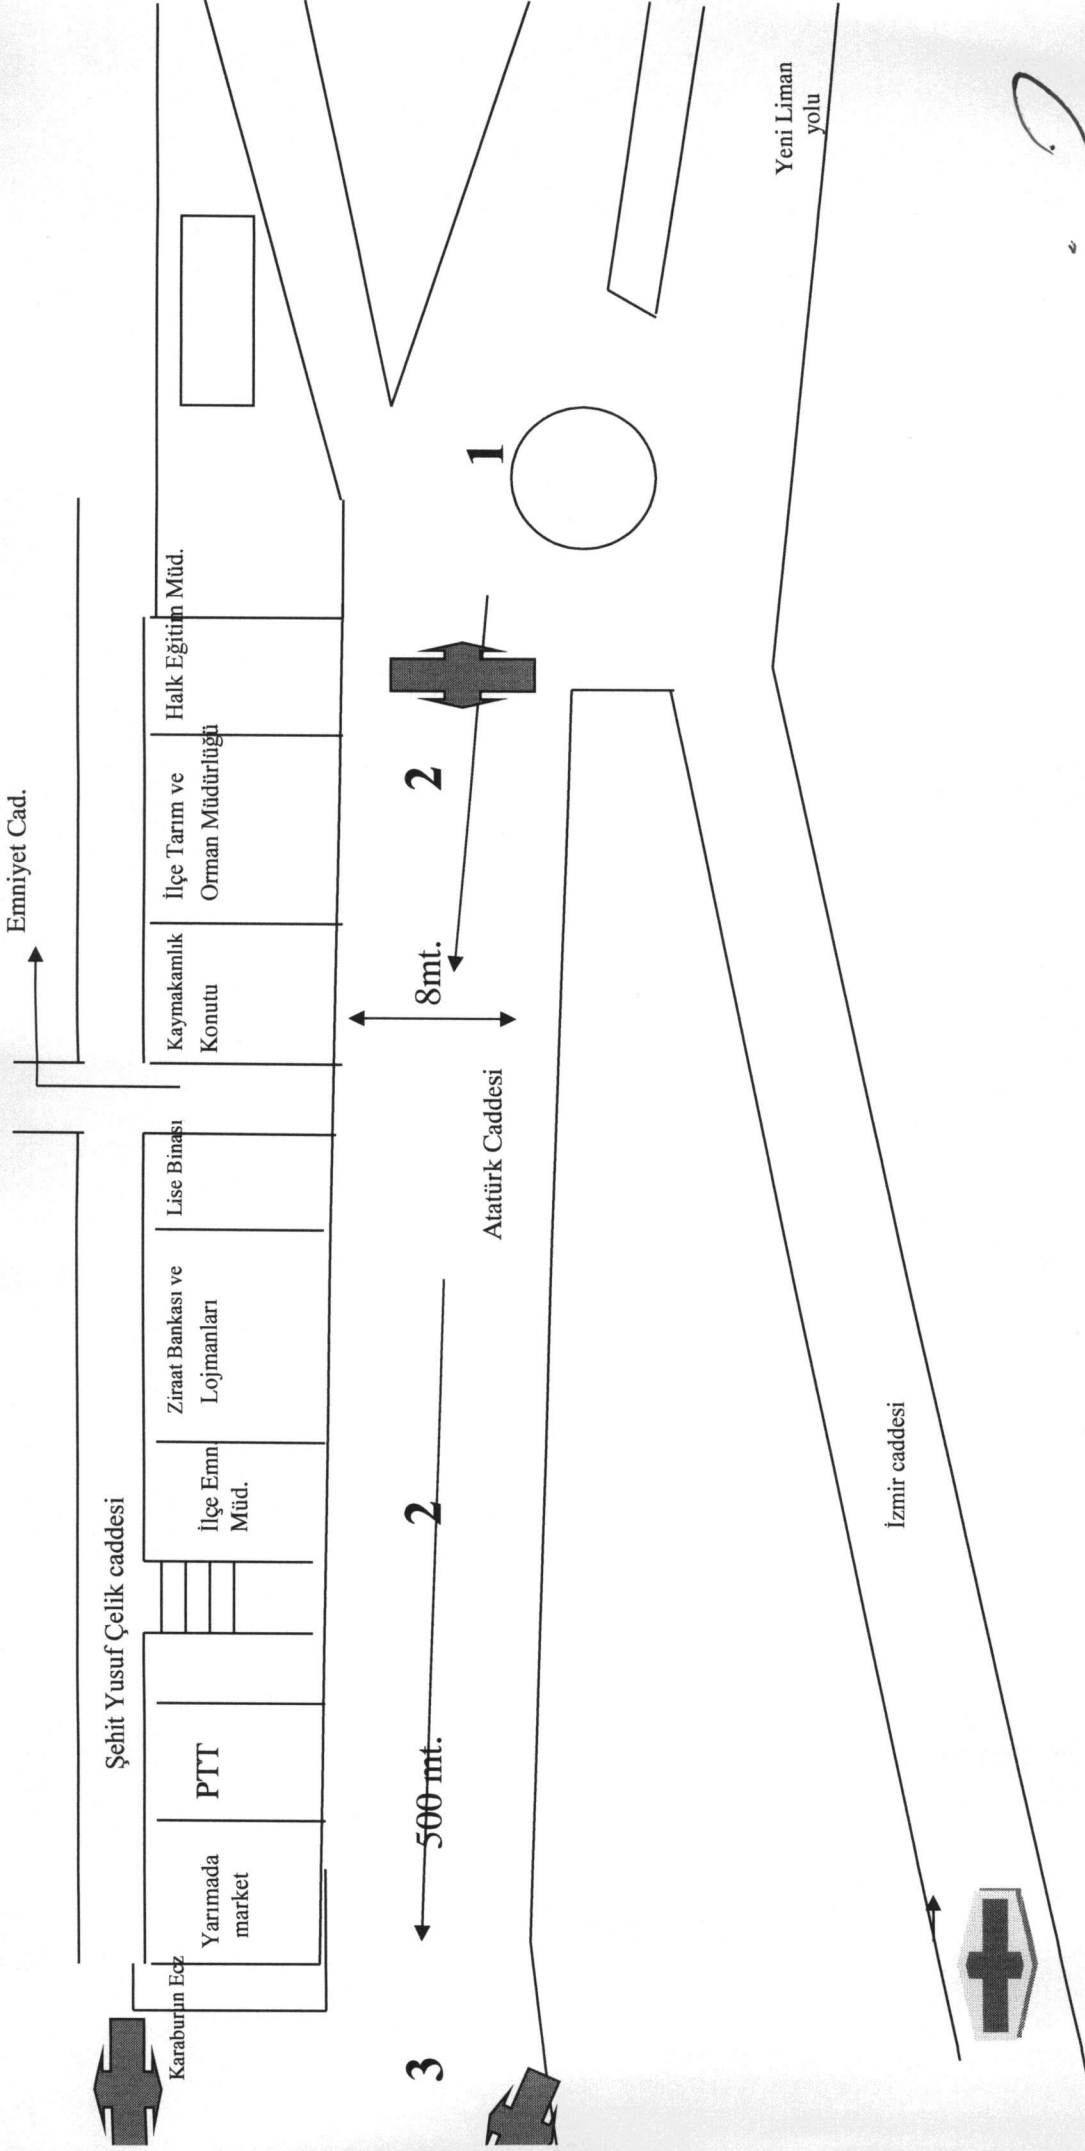 Emniyet Cad.
Şehit Yusuf Çelik caddesi
Karaburun Ecz
Yarımada
market
PTT
İlçe Emn.
Müd.
Ziraat Bankası ve
Lojmanları
Lise Binası
Kaymakamlık
Konutu
İlçe Tarım ve
Orman Müdürlüğü
Halk Eğitim Müd.
3
500 mt.
2
8mt.
2
1
Atatürk Caddesi
Yeni Liman
yolu
İzmir caddesi